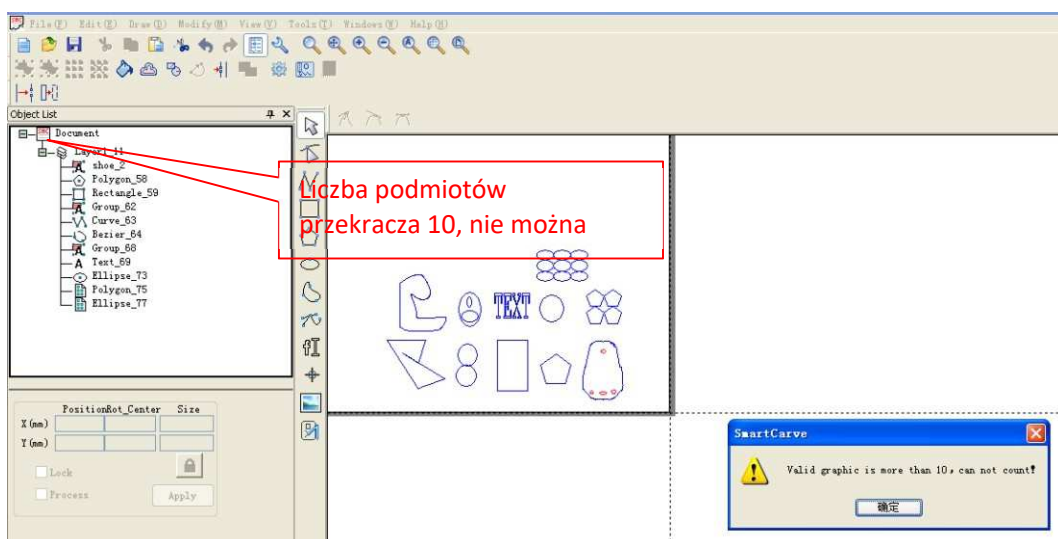 File(F) Edit(E) Draw(D) Modify(M) View(V) Tools(T) Windows(W) Help(H)
Object List
Document
Layer1_11
shoe_2
Polygon_58
Rectangle_59
Group_62
Curve_63
Bezier_64
Group_68
Text_69
Ellipse_73
Polygon_75
Ellipse_77
Liczba podmiotów
przekracza 10, nie można
TEXT
Position Rot_Center Size
X(mm)
Y(mm)
Lock
Process
Apply
SmartCarve
Valid graphic is more than 10, can not count!
确定